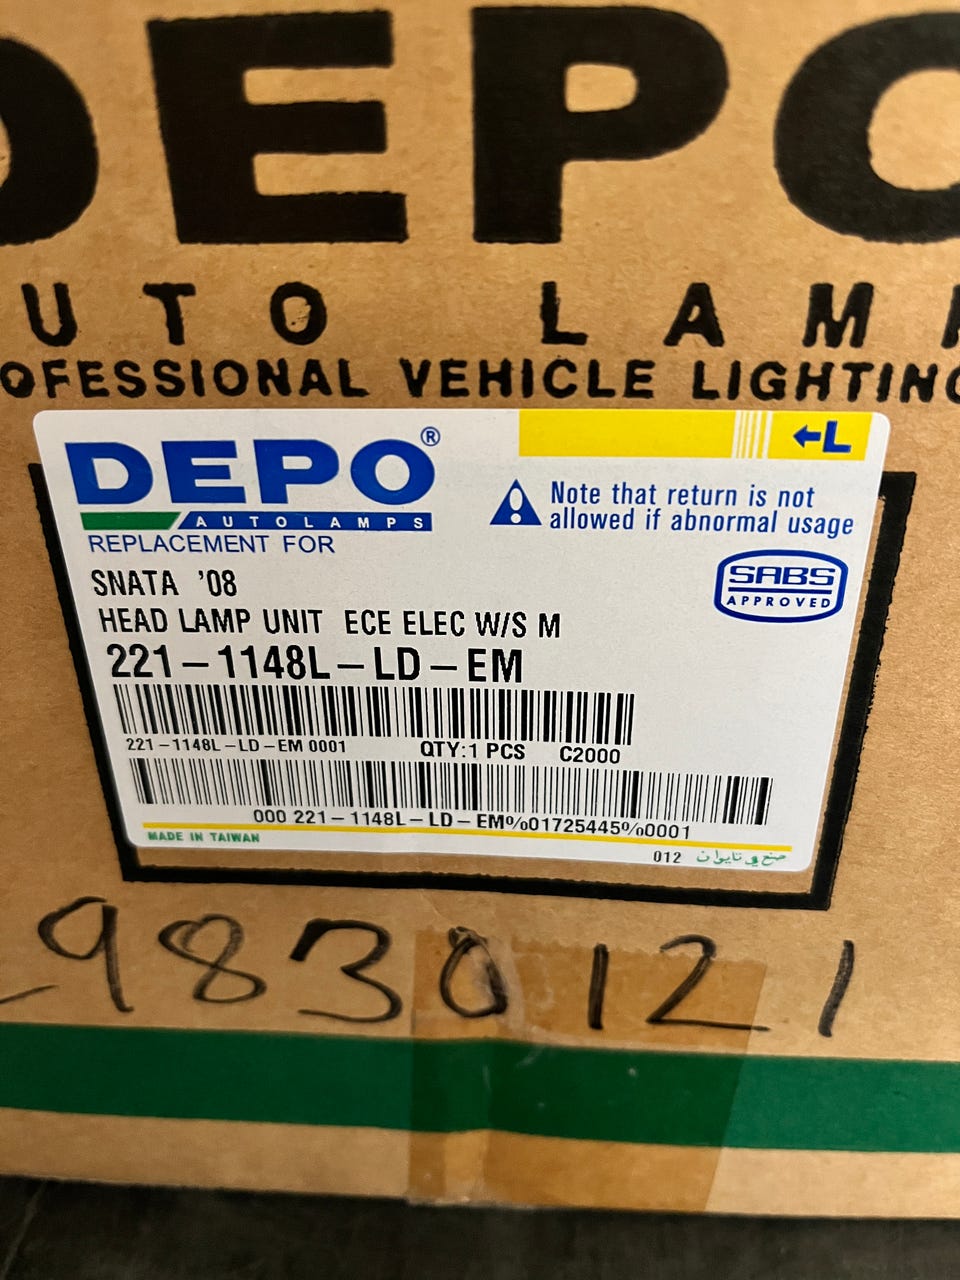 DEPO
AUTO LAM
OFESSIONAL VEHICLE LIGHTING
DEPO®
AUTOLAMPS
←L
Note that return is not
allowed if abnormal usage
REPLACEMENT FOR
SABS
APPROVED
SNATA '08
HEAD LAMP UNIT ECE ELEC W/S M
221-1148L-LD-EM
221-1148L-LD-EM 0001 QTY:1 PCS C2000
000 221-1148L-LD-EM%01725445%0001
MADE IN TAIWAN
012 صنع في تايوان
9830121